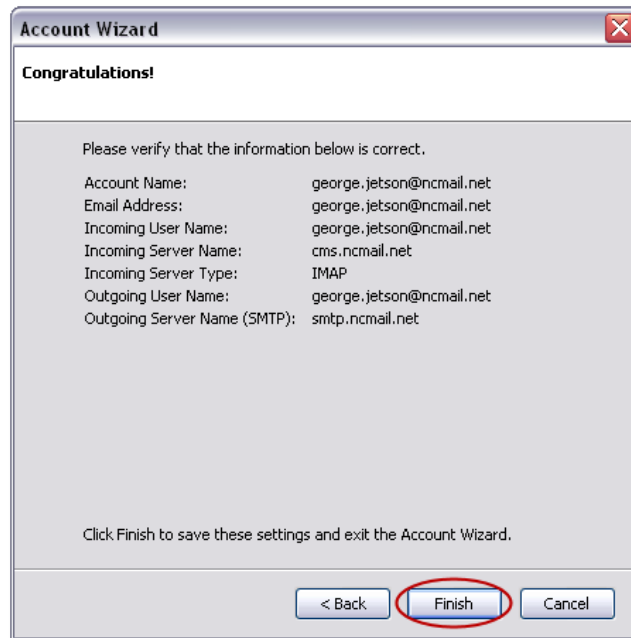 Account Wizard
Congratulations!
Please verify that the information below is correct.
Account Name: george.jetson@ncmail.net
Email Address: george.jetson@ncmail.net
Incoming User Name: george.jetson@ncmail.net
Incoming Server Name: cms.ncmail.net
Incoming Server Type: IMAP
Outgoing User Name: george.jetson@ncmail.net
Outgoing Server Name (SMTP): smtp.ncmail.net
Click Finish to save these settings and exit the Account Wizard.
< Back Finish Cancel